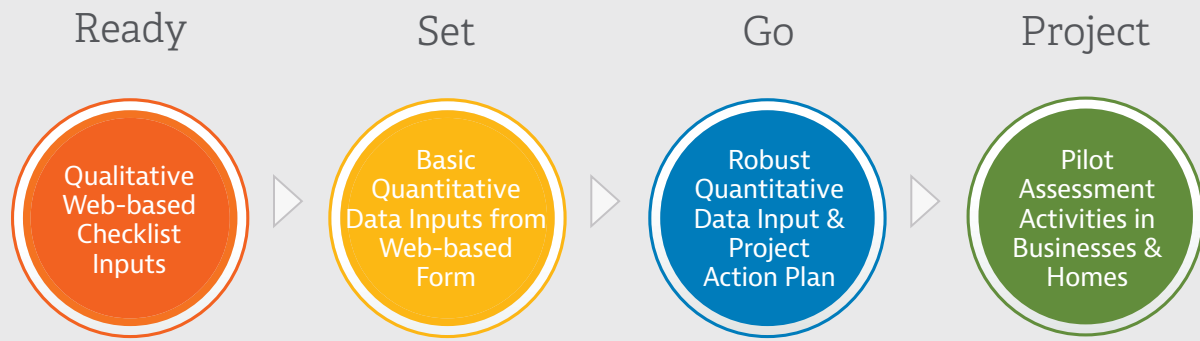 Ready
Set
Go
Project
Qualitative
Web-based
Checklist
Inputs
Basic
Quantitative
Data Inputs from
Web-based
Form
Robust
Quantitative
Data Input &
Project
Action Plan
Pilot
Assessment
Activities in
Businesses &
Homes